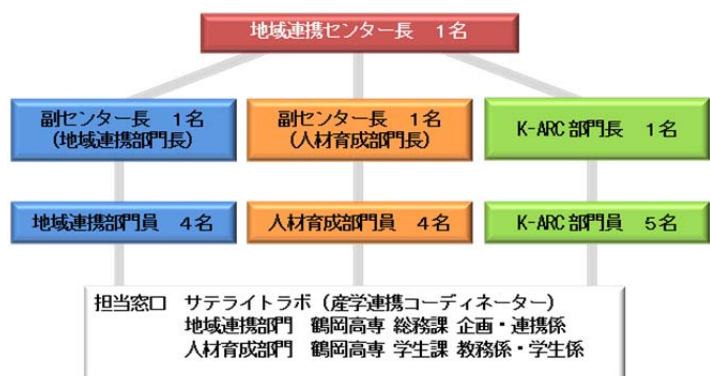 地域連携センター長　1名
副センター長　1名
(地域連携部門長)
副センター長　1名
(人材育成部門長)
K-ARC 部門長　1名
地域連携部門員　4名
人材育成部門員　4名
K-ARC 部門員　5名
担当窓口　サテライトラボ（産学連携コーディネーター）
地域連携部門　鶴岡高専 総務課 企画・連携係
人材育成部門　鶴岡高専 学生課 教務係・学生係